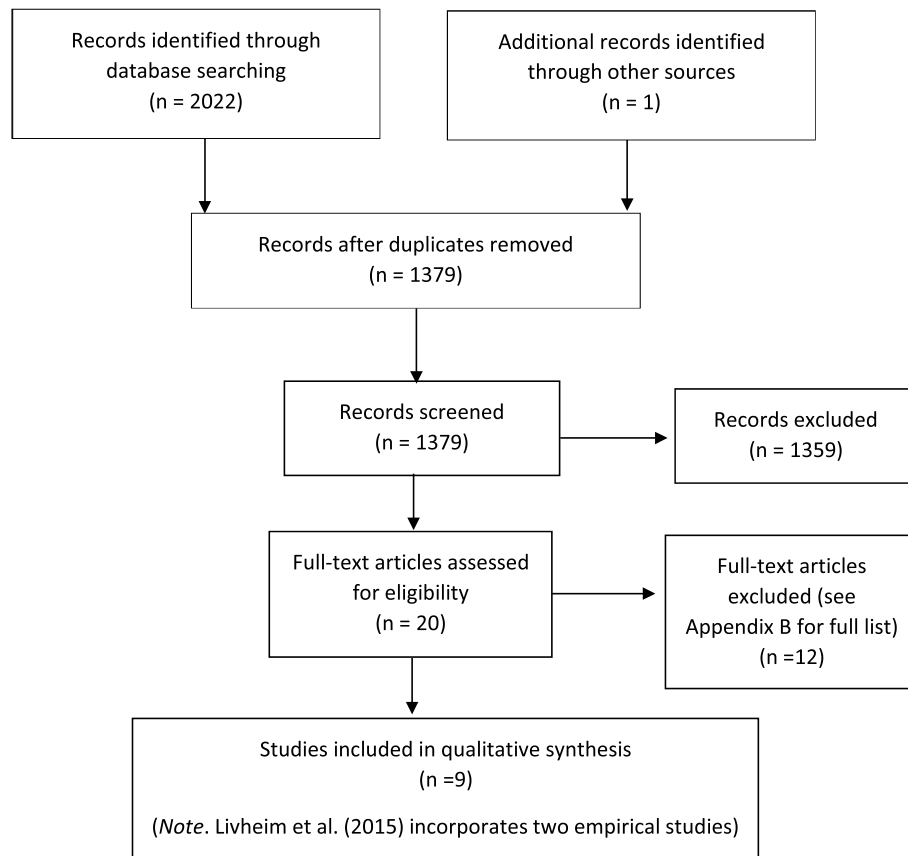 Records identified through
database searching
(n = 2022)
Additional records identified
through other sources
(n = 1)
Records after duplicates removed
(n = 1379)
Records screened
(n = 1379)
Records excluded
(n = 1359)
Full-text articles assessed
for eligibility
(n = 20)
Full-text articles
excluded (see
Appendix B for full list)
(n =12)
Studies included in qualitative synthesis
(n =9)
(Note. Livheim et al. (2015) incorporates two empirical studies)